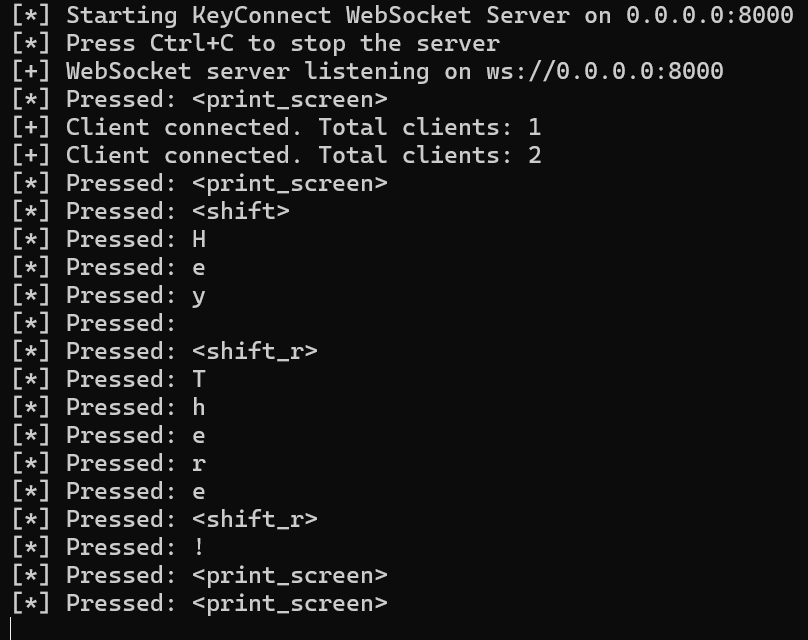 [*] Starting KeyConnect WebSocket Server on 0.0.0.0:8000
[*] Press Ctrl+C to stop the server
[+] WebSocket server listening on ws://0.0.0.0:8000
[*] Pressed: <print_screen>
[+] Client connected. Total clients: 1
[+] Client connected. Total clients: 2
[*] Pressed: <print_screen>
[*] Pressed: <shift>
[*] Pressed: H
[*] Pressed: e
[*] Pressed: y
[*] Pressed:
[*] Pressed: <shift_r>
[*] Pressed: T
[*] Pressed: h
[*] Pressed: e
[*] Pressed: r
[*] Pressed: e
[*] Pressed: <shift_r>
[*] Pressed: !
[*] Pressed: <print_screen>
[*] Pressed: <print_screen>